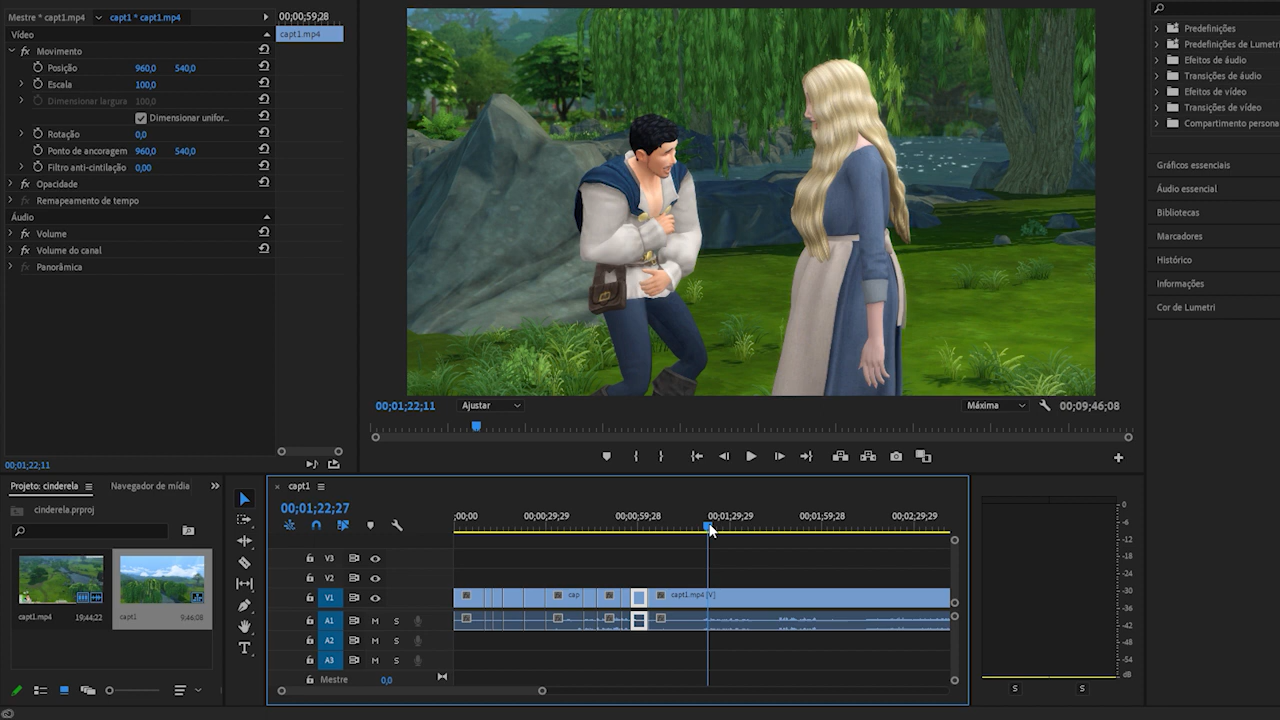 Mestre * capt1.mp4
capt1 * capt1.mp4
00;00;59;28
Vídeo
capt1.mp4
fx Movimento
Posição 960,0 540,0
Escala 100,0
Dimensionar largura 100,0
Dimensionar unifor...
Rotação 0,0
Ponto de ancoragem 960,0 540,0
Filtro anti-cintilação 0,00
fx Opacidade
fx Remapeamento de tempo
Áudio
fx Volume
fx Volume do canal
fx Panorâmica
00;01;22;11
00;01;22;11
Ajustar
Máxima
00;09;46;08
Predefinições
Predefinições de Lumetri
Efeitos de áudio
Transições de áudio
Efeitos de vídeo
Transições de vídeo
Compartimento persona
Gráficos essenciais
Áudio essencial
Bibliotecas
Marcadores
Histórico
Informações
Cor de Lumetri
Projeto: cinderela
Navegador de mídia
cinderela.prproj
capt1.mp4 19;44;22
capt1 9;46;08
T
× capt1
00;01;22;27
;00;00 00;00;29;29 00;00;59;28 00;01;29;29 00;01;59;28 00;02;29;29
V3
V2
V1
cap
capt1.mp4 [V]
A1 M S
A2 M S
A3 M S
Mestre 0,0
0
-6
-12
-18
-24
-30
-36
-42
-48
-54
dB
S S